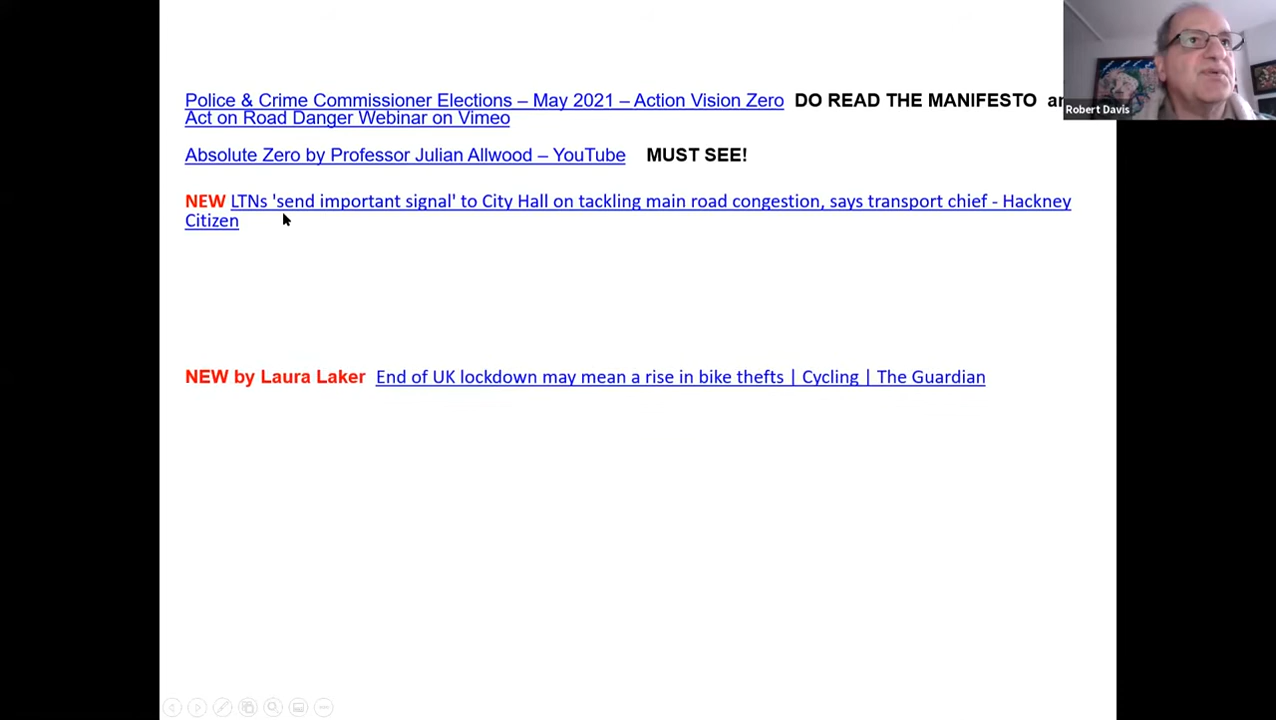 Police & Crime Commissioner Elections – May 2021 – Action Vision Zero DO READ THE MANIFESTO
Act on Road Danger Webinar on Vimeo
Robert Davis
Absolute Zero by Professor Julian Allwood – YouTube MUST SEE!
NEW LTNs 'send important signal' to City Hall on tackling main road congestion, says transport chief - Hackney
Citizen
NEW by Laura Laker End of UK lockdown may mean a rise in bike thefts | Cycling | The Guardian